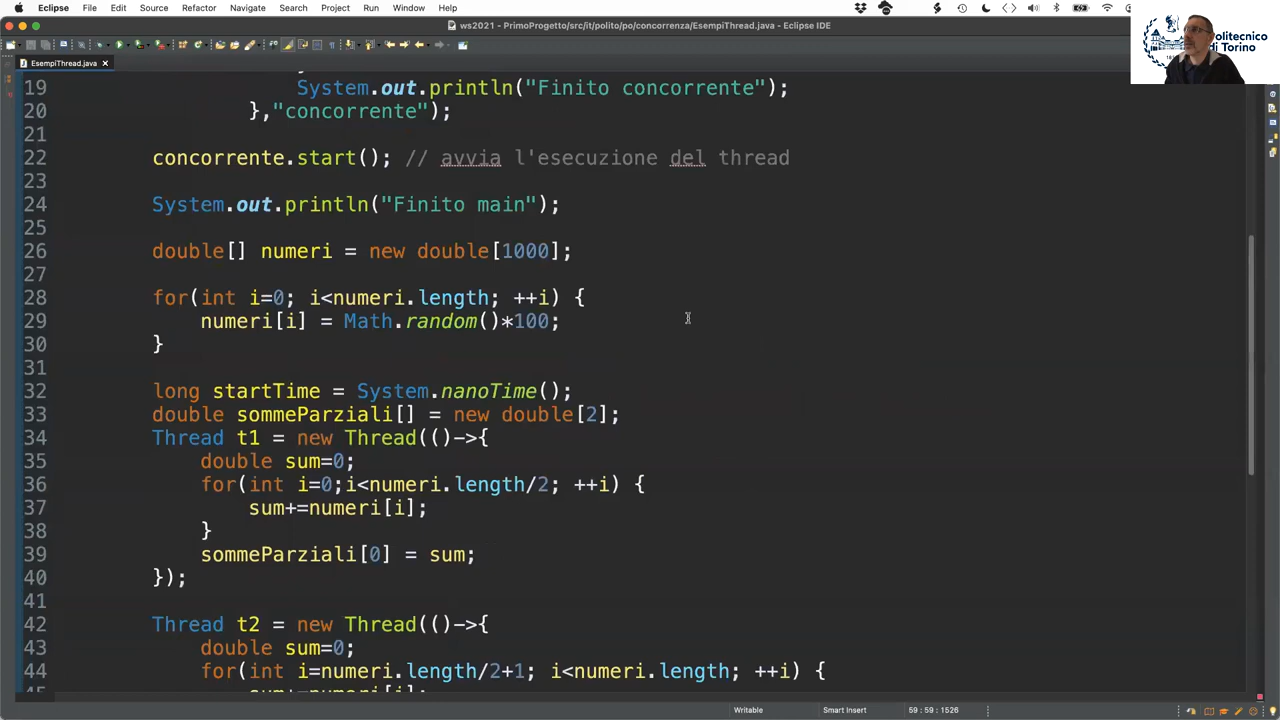 Eclipse File Edit Source Refactor Navigate Search Project Run Window Help
ws2021 - PrimoProgetto/src/it/polito/po/concorrenza/EsempiThread.java - Eclipse IDE
Politecnico
di Torino
EsempiThread.java
19 System.out.println("Finito concorrente");
20 },"concorrente");
21
22 concorrente.start(); // avvia l'esecuzione del thread
23
24 System.out.println("Finito main");
25
26 double[] numeri = new double[1000];
27
28 for(int i=0; i<numeri.length; ++i) {
29 numeri[i] = Math.random()*100;
30 }
31
32 long startTime = System.nanoTime();
33 double sommeParziali[] = new double[2];
34 Thread t1 = new Thread(()->{
35 double sum=0;
36 for(int i=0;i<numeri.length/2; ++i) {
37 sum+=numeri[i];
38 }
39 sommeParziali[0] = sum;
40 });
41
42 Thread t2 = new Thread(()->{
43 double sum=0;
44 for(int i=numeri.length/2+1; i<numeri.length; ++i) {
45 sum+=numeri[i];
Writable Smart Insert 59 : 59 : 1526